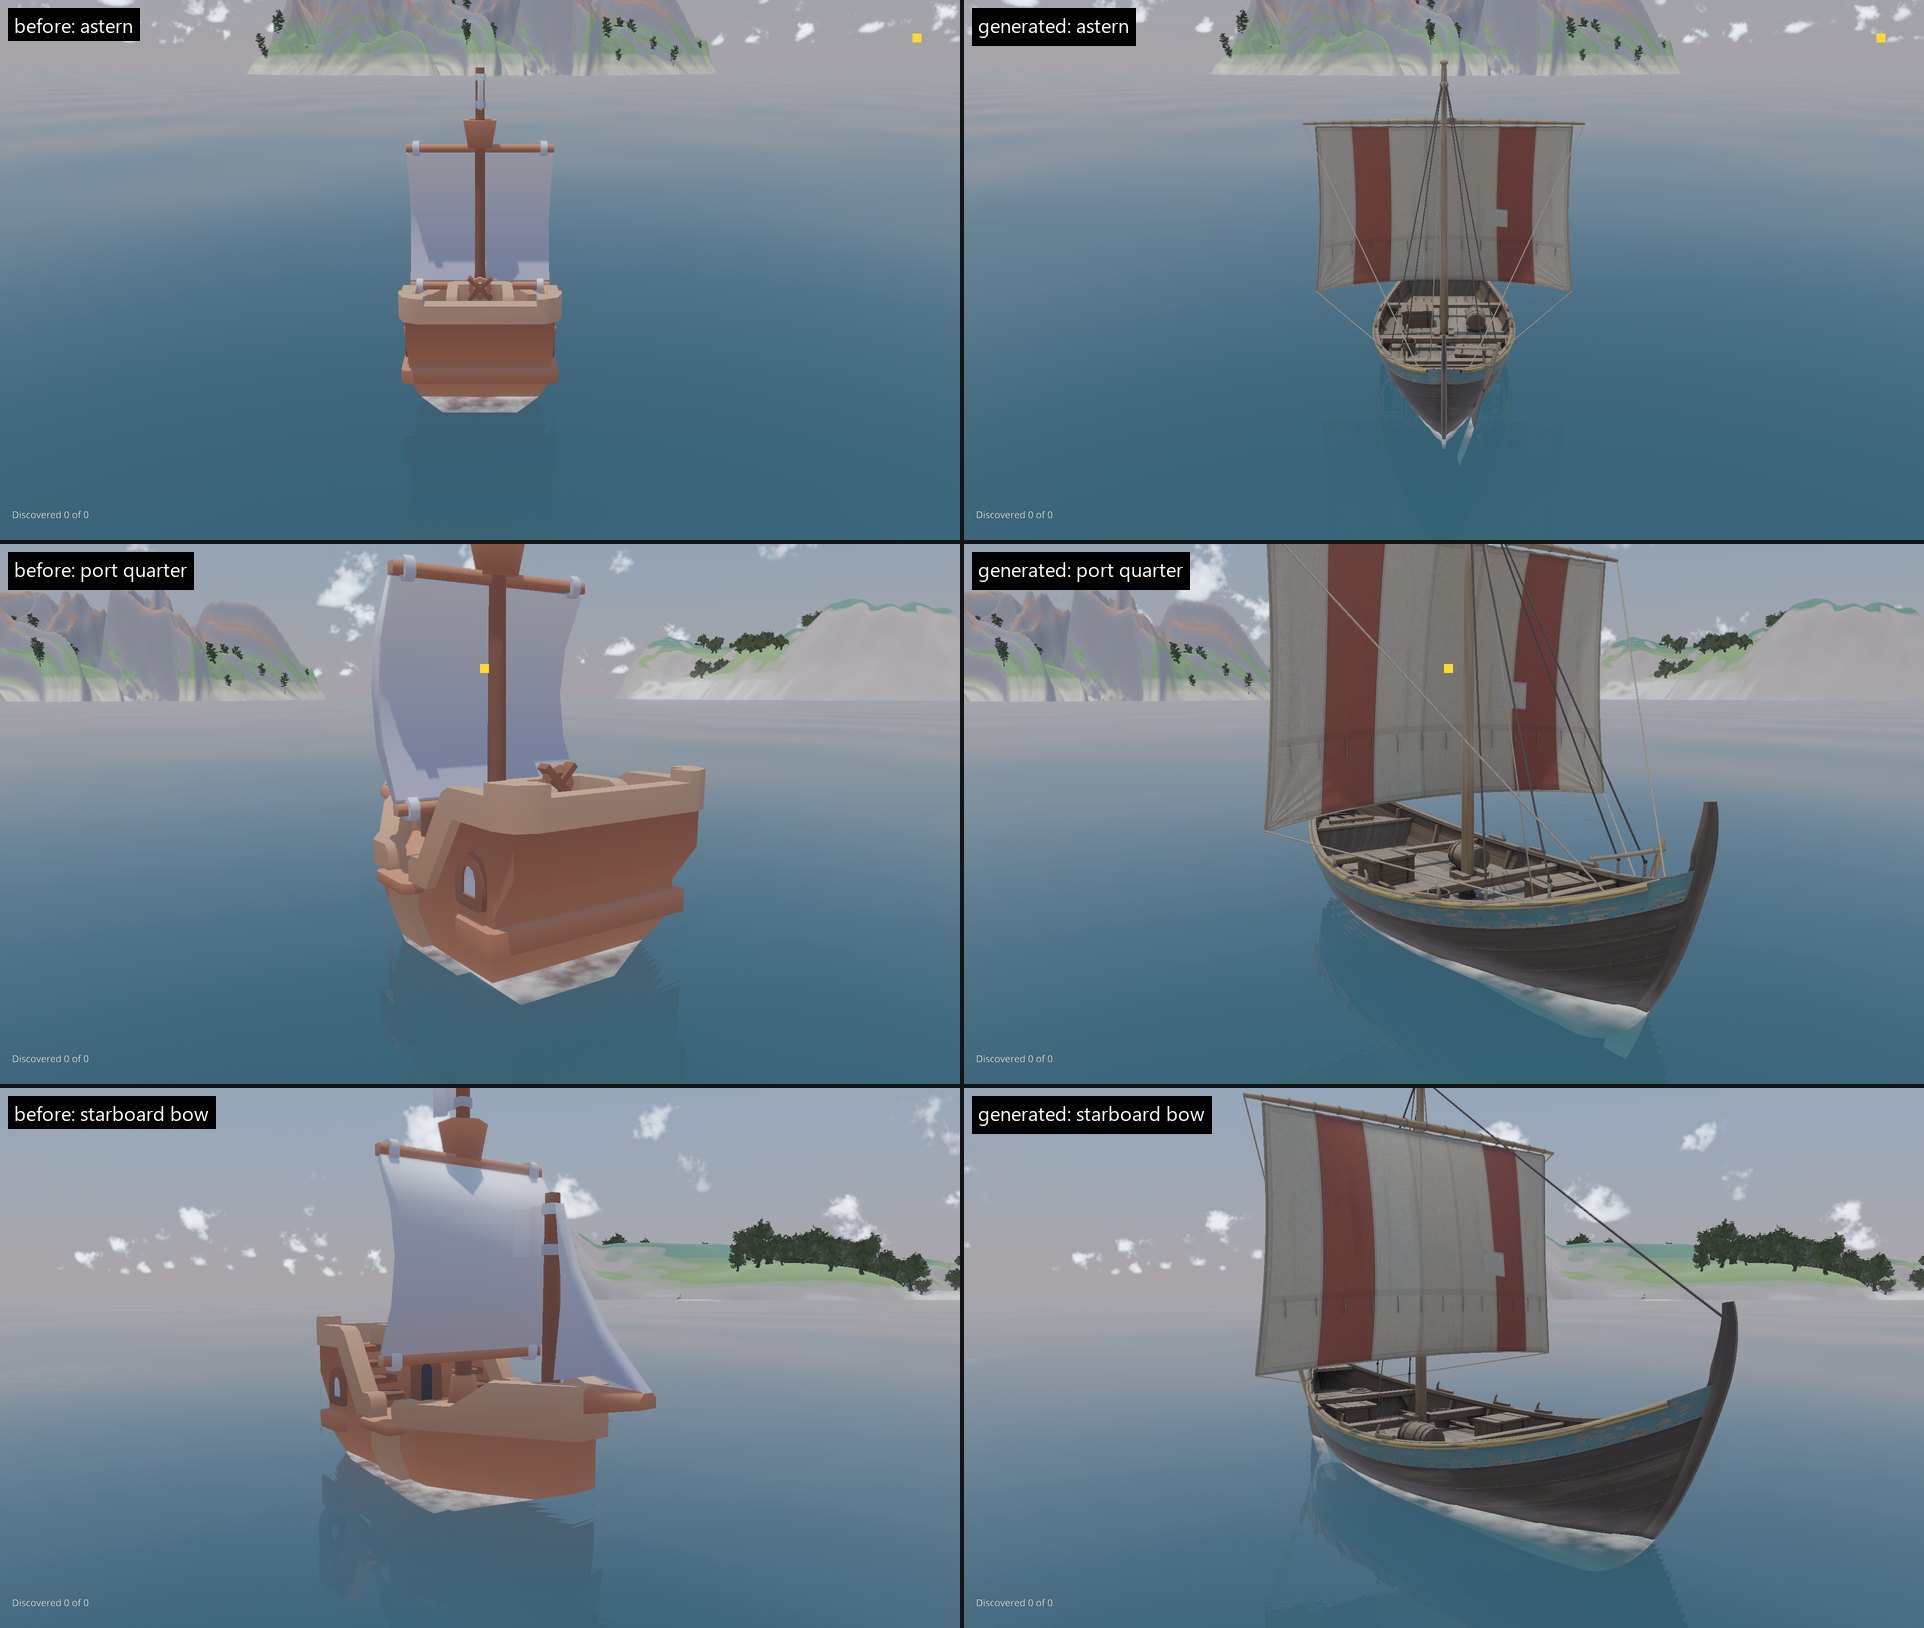 before: astern
generated: astern
Discovered 0 of 0
Discovered 0 of 0
before: port quarter
generated: port quarter
Discovered 0 of 0
Discovered 0 of 0
before: starboard bow
generated: starboard bow
Discovered 0 of 0
Discovered 0 of 0